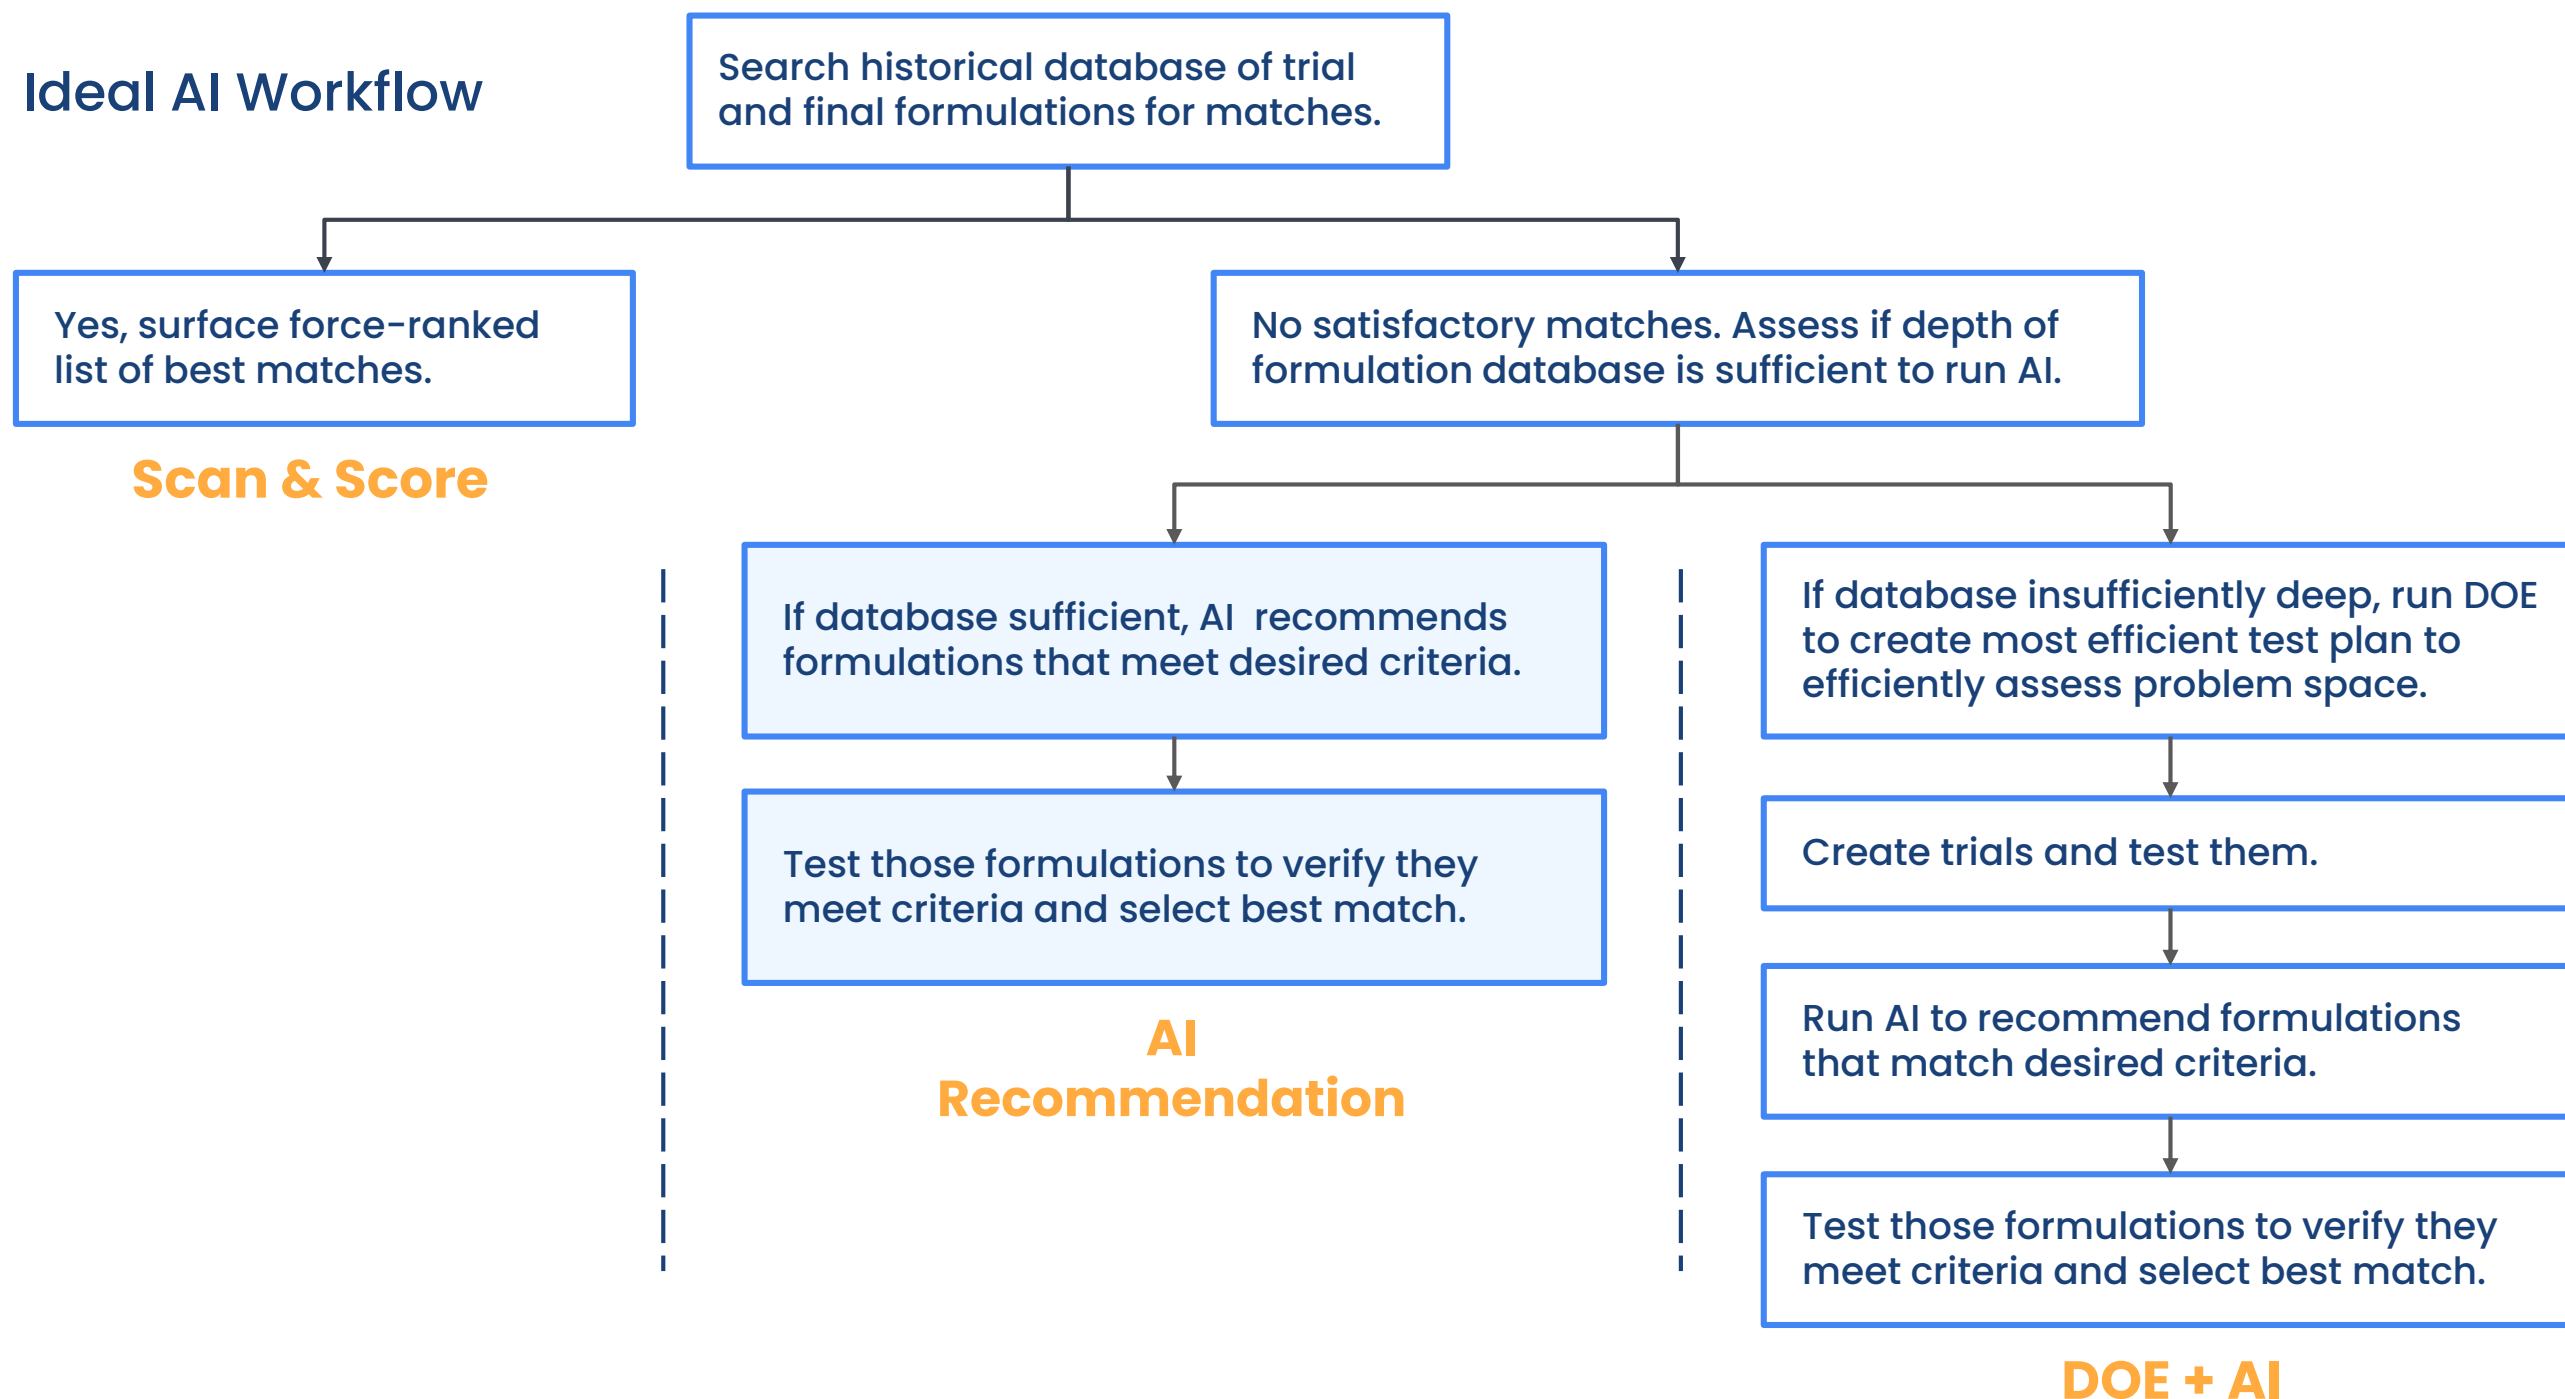 Ideal AI Workflow
Search historical database of trial
and final formulations for matches.
Yes, surface force-ranked
list of best matches.
Scan & Score
No satisfactory matches. Assess if depth of
formulation database is sufficient to run AI.
If database sufficient, AI  recommends
formulations that meet desired criteria.
Test those formulations to verify they
meet criteria and select best match.
AI
Recommendation
If database insufficiently deep, run DOE
to create most efficient test plan to
efficiently assess problem space.
Create trials and test them.
Run AI to recommend formulations
that match desired criteria.
Test those formulations to verify they
meet criteria and select best match.
DOE + AI